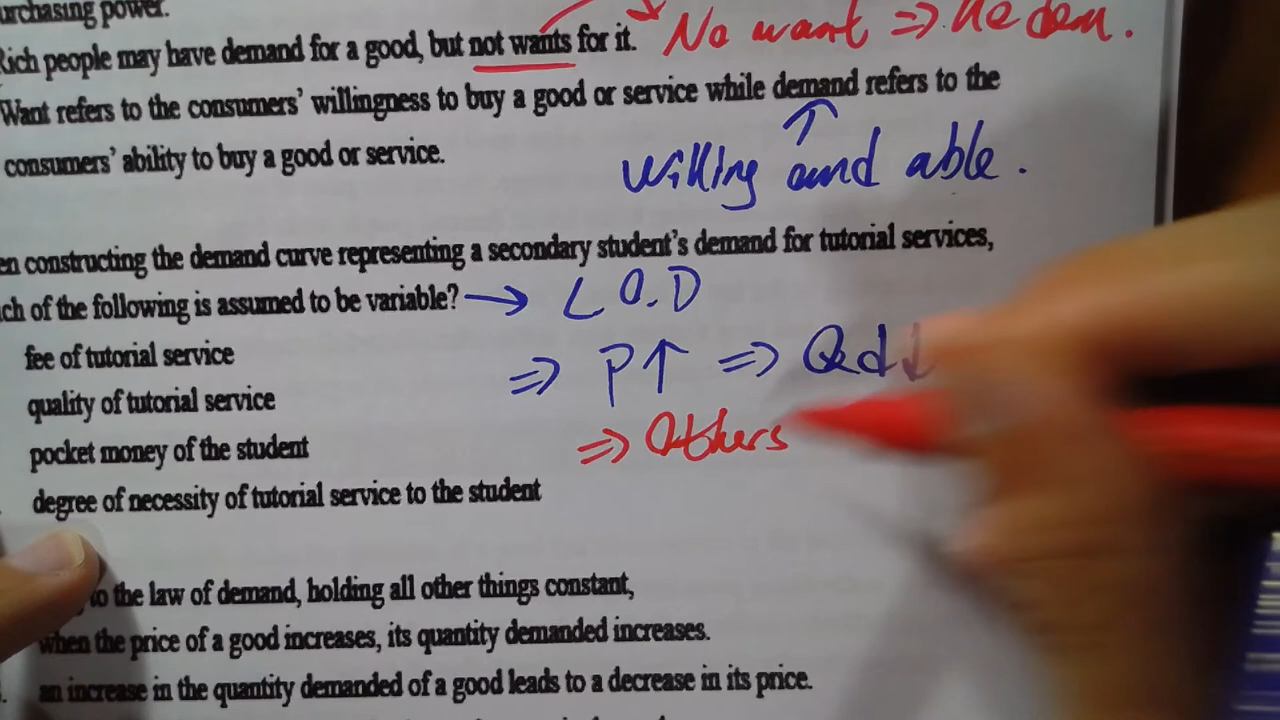 urchasing power.
Rich people may have demand for a good, but not wants for it. No want ⇒ no dem.
Want refers to the consumers' willingness to buy a good or service while demand refers to the
consumers' ability to buy a good or service.
Willing and able.
en constructing the demand curve representing a secondary student's demand for tutorial services,
ch of the following is assumed to be variable? → L.O.D
fee of tutorial service ⇒ P↑ ⇒ Qd↓
quality of tutorial service
pocket money of the student ⇒ Others
degree of necessity of tutorial service to the student
to the law of demand, holding all other things constant,
when the price of a good increases, its quantity demanded increases.
an increase in the quantity demanded of a good leads to a decrease in its price.